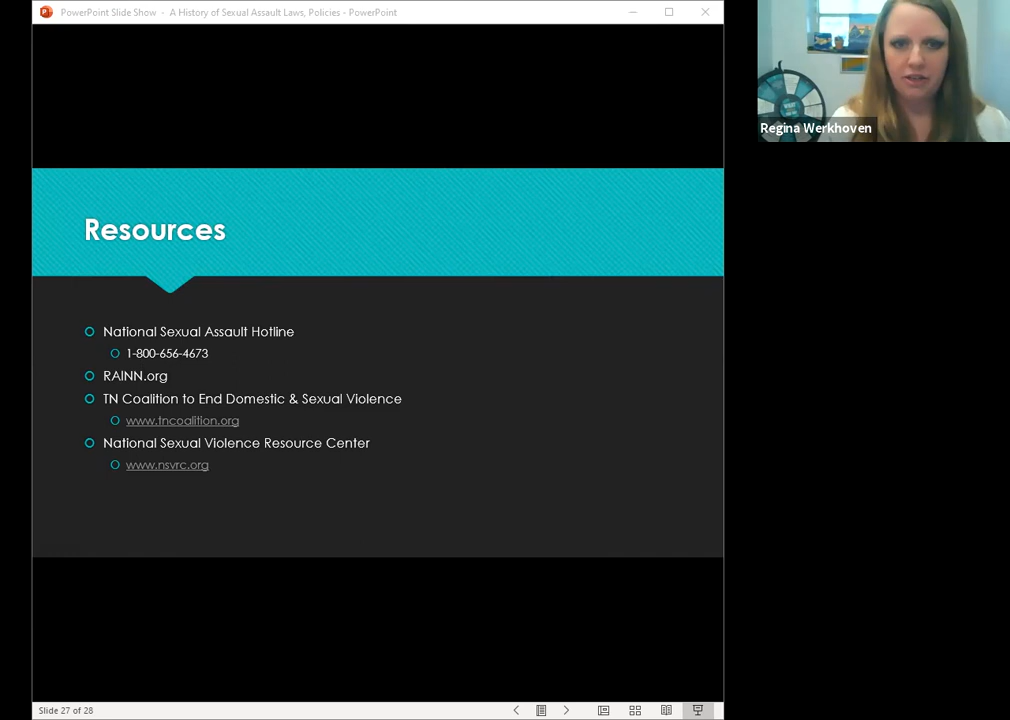 PowerPoint Slide Show - A History of Sexual Assault Laws, Policies - PowerPoint
Regina Werkhoven
Resources
National Sexual Assault Hotline
1-800-656-4673
RAINN.org
TN Coalition to End Domestic & Sexual Violence
www.tncoalition.org
National Sexual Violence Resource Center
www.nsvrc.org
Slide 27 of 28